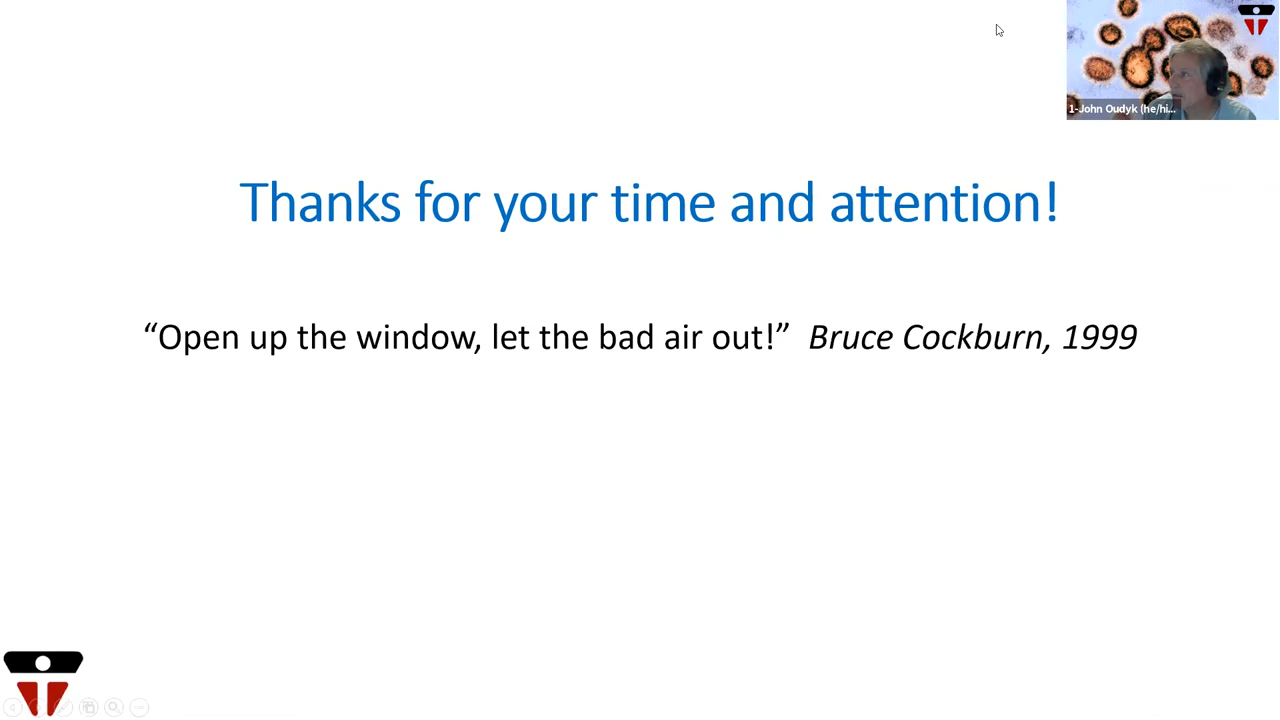 1-John Oudyk (he/hi...
Thanks for your time and attention!
“Open up the window, let the bad air out!” Bruce Cockburn, 1999